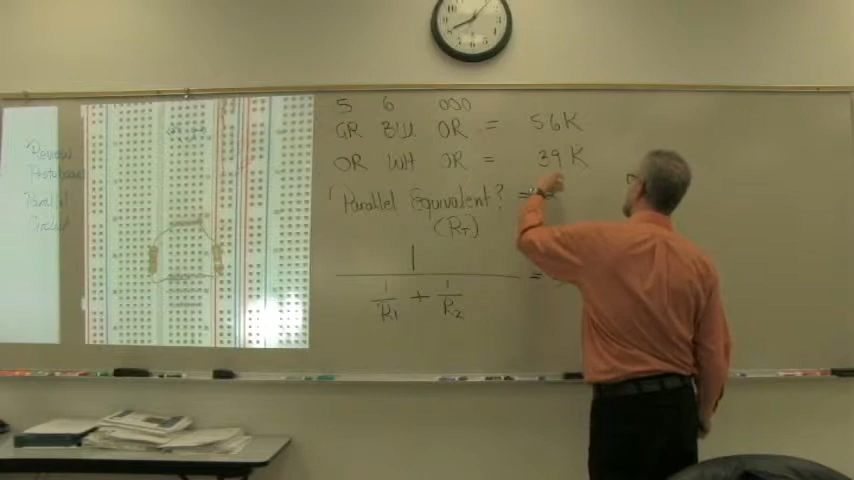 Review
Protoboard
Parallel
5 6 000
GR BLU OR = 56K
OR WH OR = 39K
Parallel Equivalent? =
(RT)
1
1 + 1 =
R1 R2